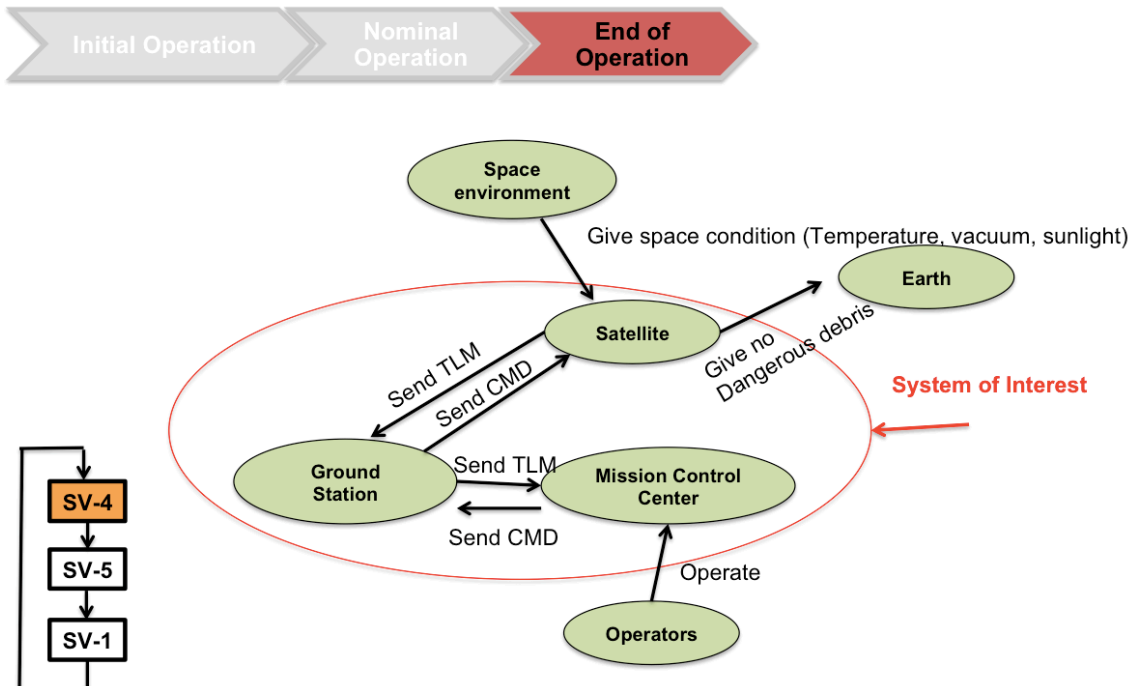 Initial Operation
Nominal
Operation
End of
Operation
Space
environment
Give space condition (Temperature, vacuum, sunlight)
Earth
Satellite
Give no
Dangerous debris
Send TLM
Send CMD
System of Interest
Ground
Station
Send TLM
Mission Control
Center
Send CMD
Operate
Operators
SV-4
SV-5
SV-1